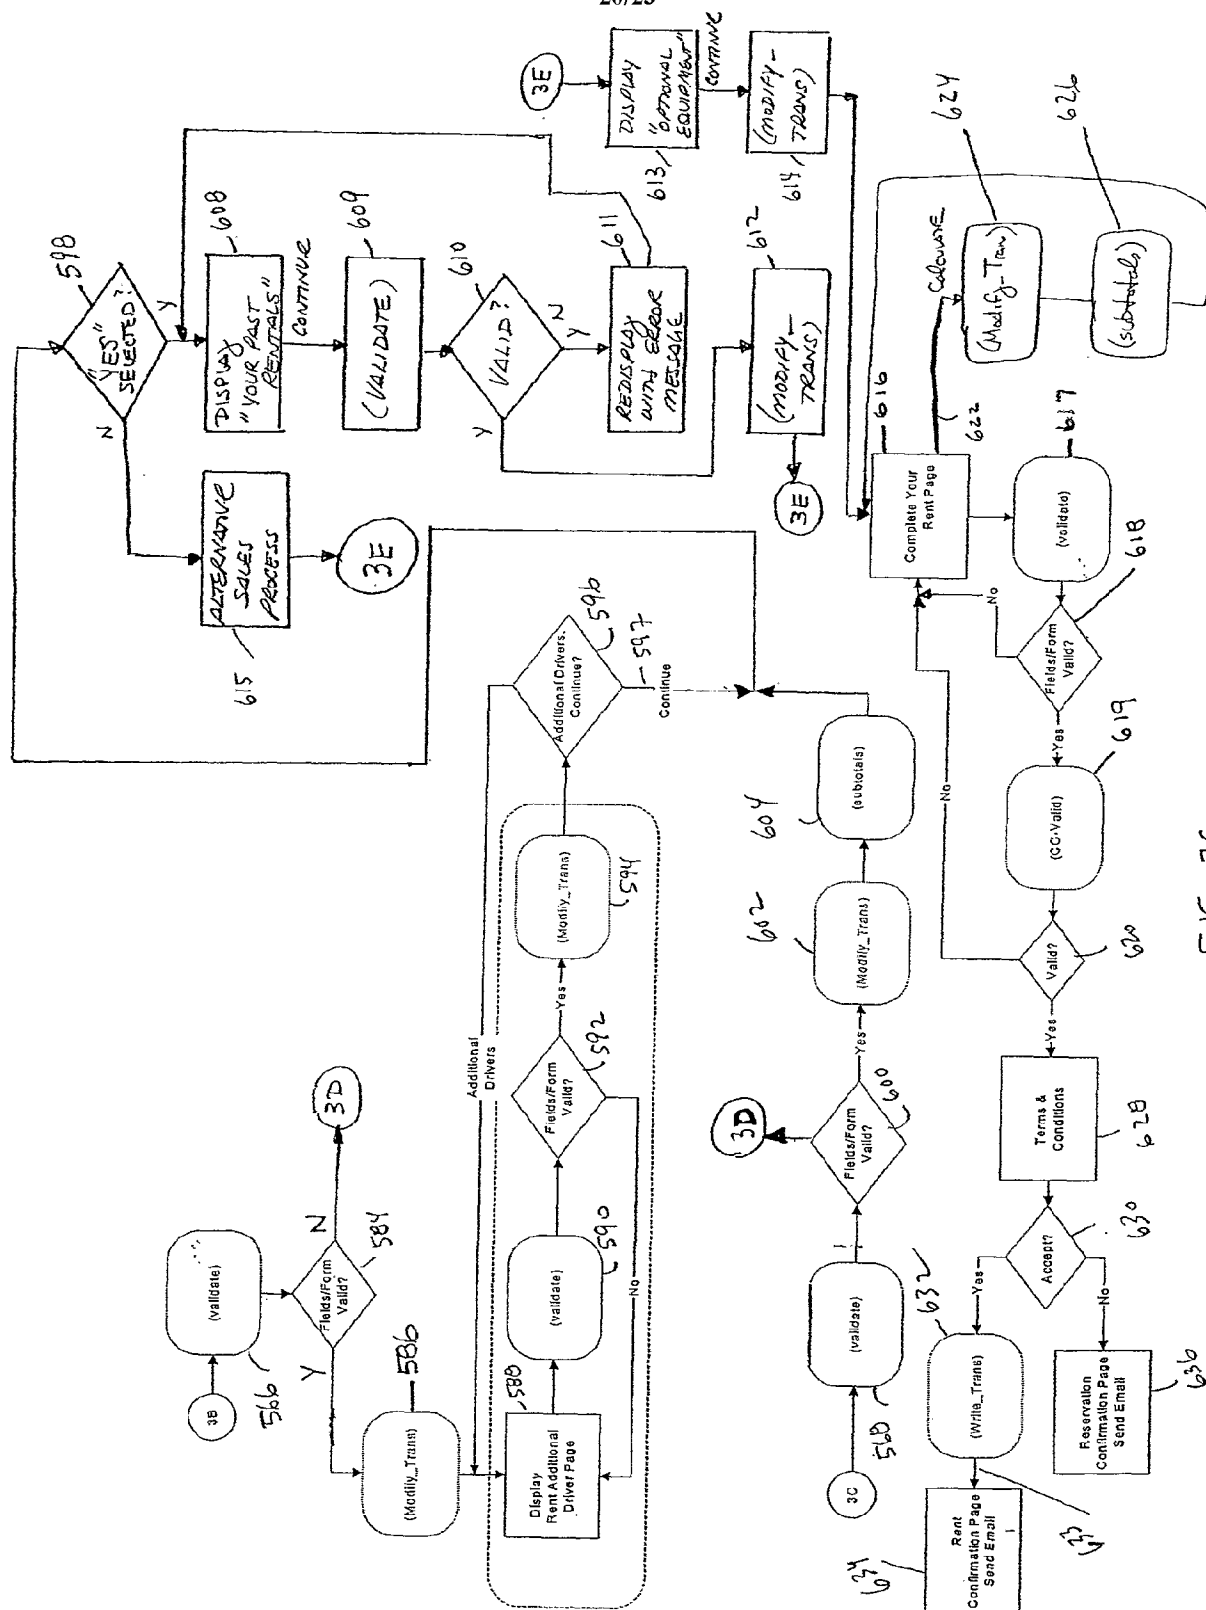 20/25
"YES"
SELECTED?
598
N
Y
DISPLAY
"YOUR PAST
RENTALS"
608
CONTINUE
(VALIDATE)
609
VALID?
610
N
Y
Y
REDISPLAY
WITH ERROR
MESSAGE
611
(MODIFY-
TRANS)
612
3E
ALTERNATIVE
SALES
PROCESS
615
3E
3E
DISPLAY
"OPTIONAL
EQUIPMENT"
613
CONTINUE
(MODIFY-
TRANS)
614
3B
(validate)
566
Fields/Form
Valid?
584
N
3D
Y
(Modify_Trans)
586
Additional
Drivers
Display
Rent Additional
Driver Page
588
(validate)
590
Fields/Form
Valid?
592
No
Yes
(Modify_Trans)
594
Additional Drivers.
Continue?
596
597
Continue
3C
(validate)
568
Fields/Form
Valid?
600
3D
Yes
(Modify_Trans)
602
(subtotals)
604
Complete Your
Rent Page
616
622
Calculate
(Modify_Tran)
624
(subtotals)
626
(validate)
617
Fields/Form
Valid?
618
No
Yes
(CC-Valid)
619
Valid?
620
No
Yes
Terms &
Conditions
628
Accept?
630
Yes
No
(Write_Trans)
632
633
Rent
Confirmation Page
Send Email
634
Reservation
Confirmation Page
Send Email
636